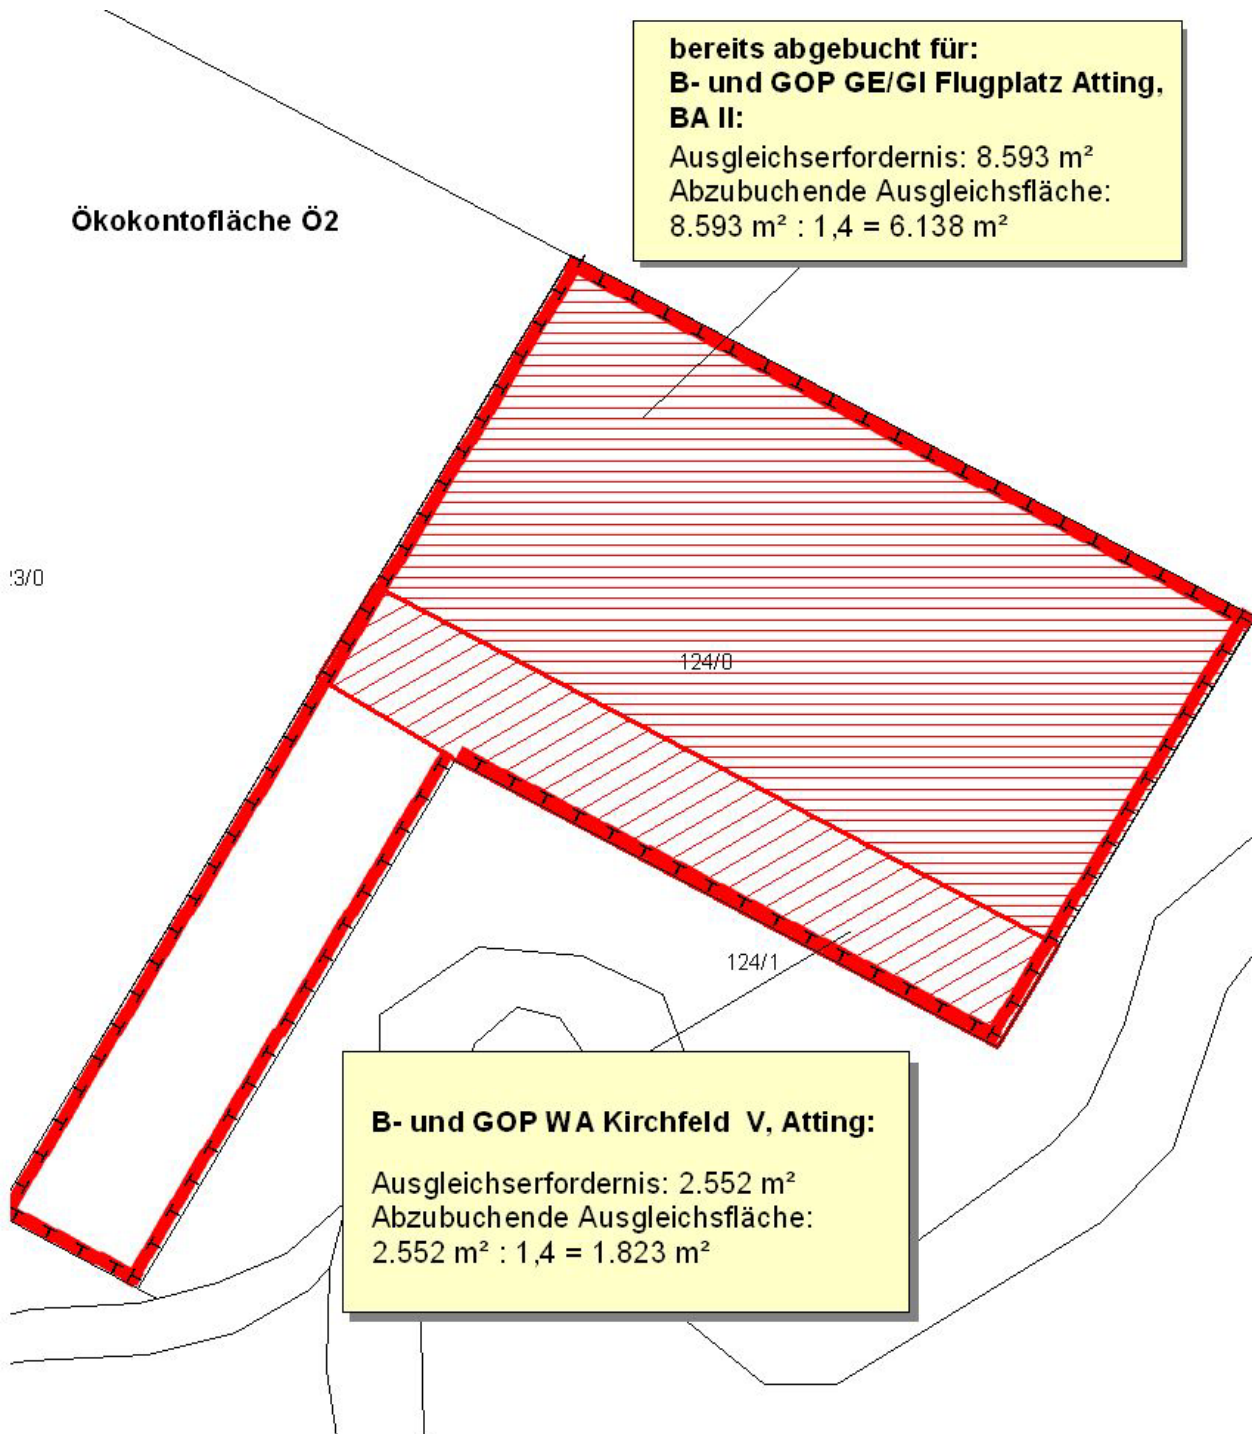 bereits abgebucht für:
B- und GOP GE/GI Flugplatz Atting,
BA II:
Ausgleichserfordernis: 8.593 m²
Abzubuchende Ausgleichsfläche:
8.593 m² : 1,4 = 6.138 m²
Ökokontofläche Ö2
3/0
124/0
124/1
B- und GOP WA Kirchfeld  V, Atting:
Ausgleichserfordernis: 2.552 m²
Abzubuchende Ausgleichsfläche:
2.552 m² : 1,4 = 1.823 m²